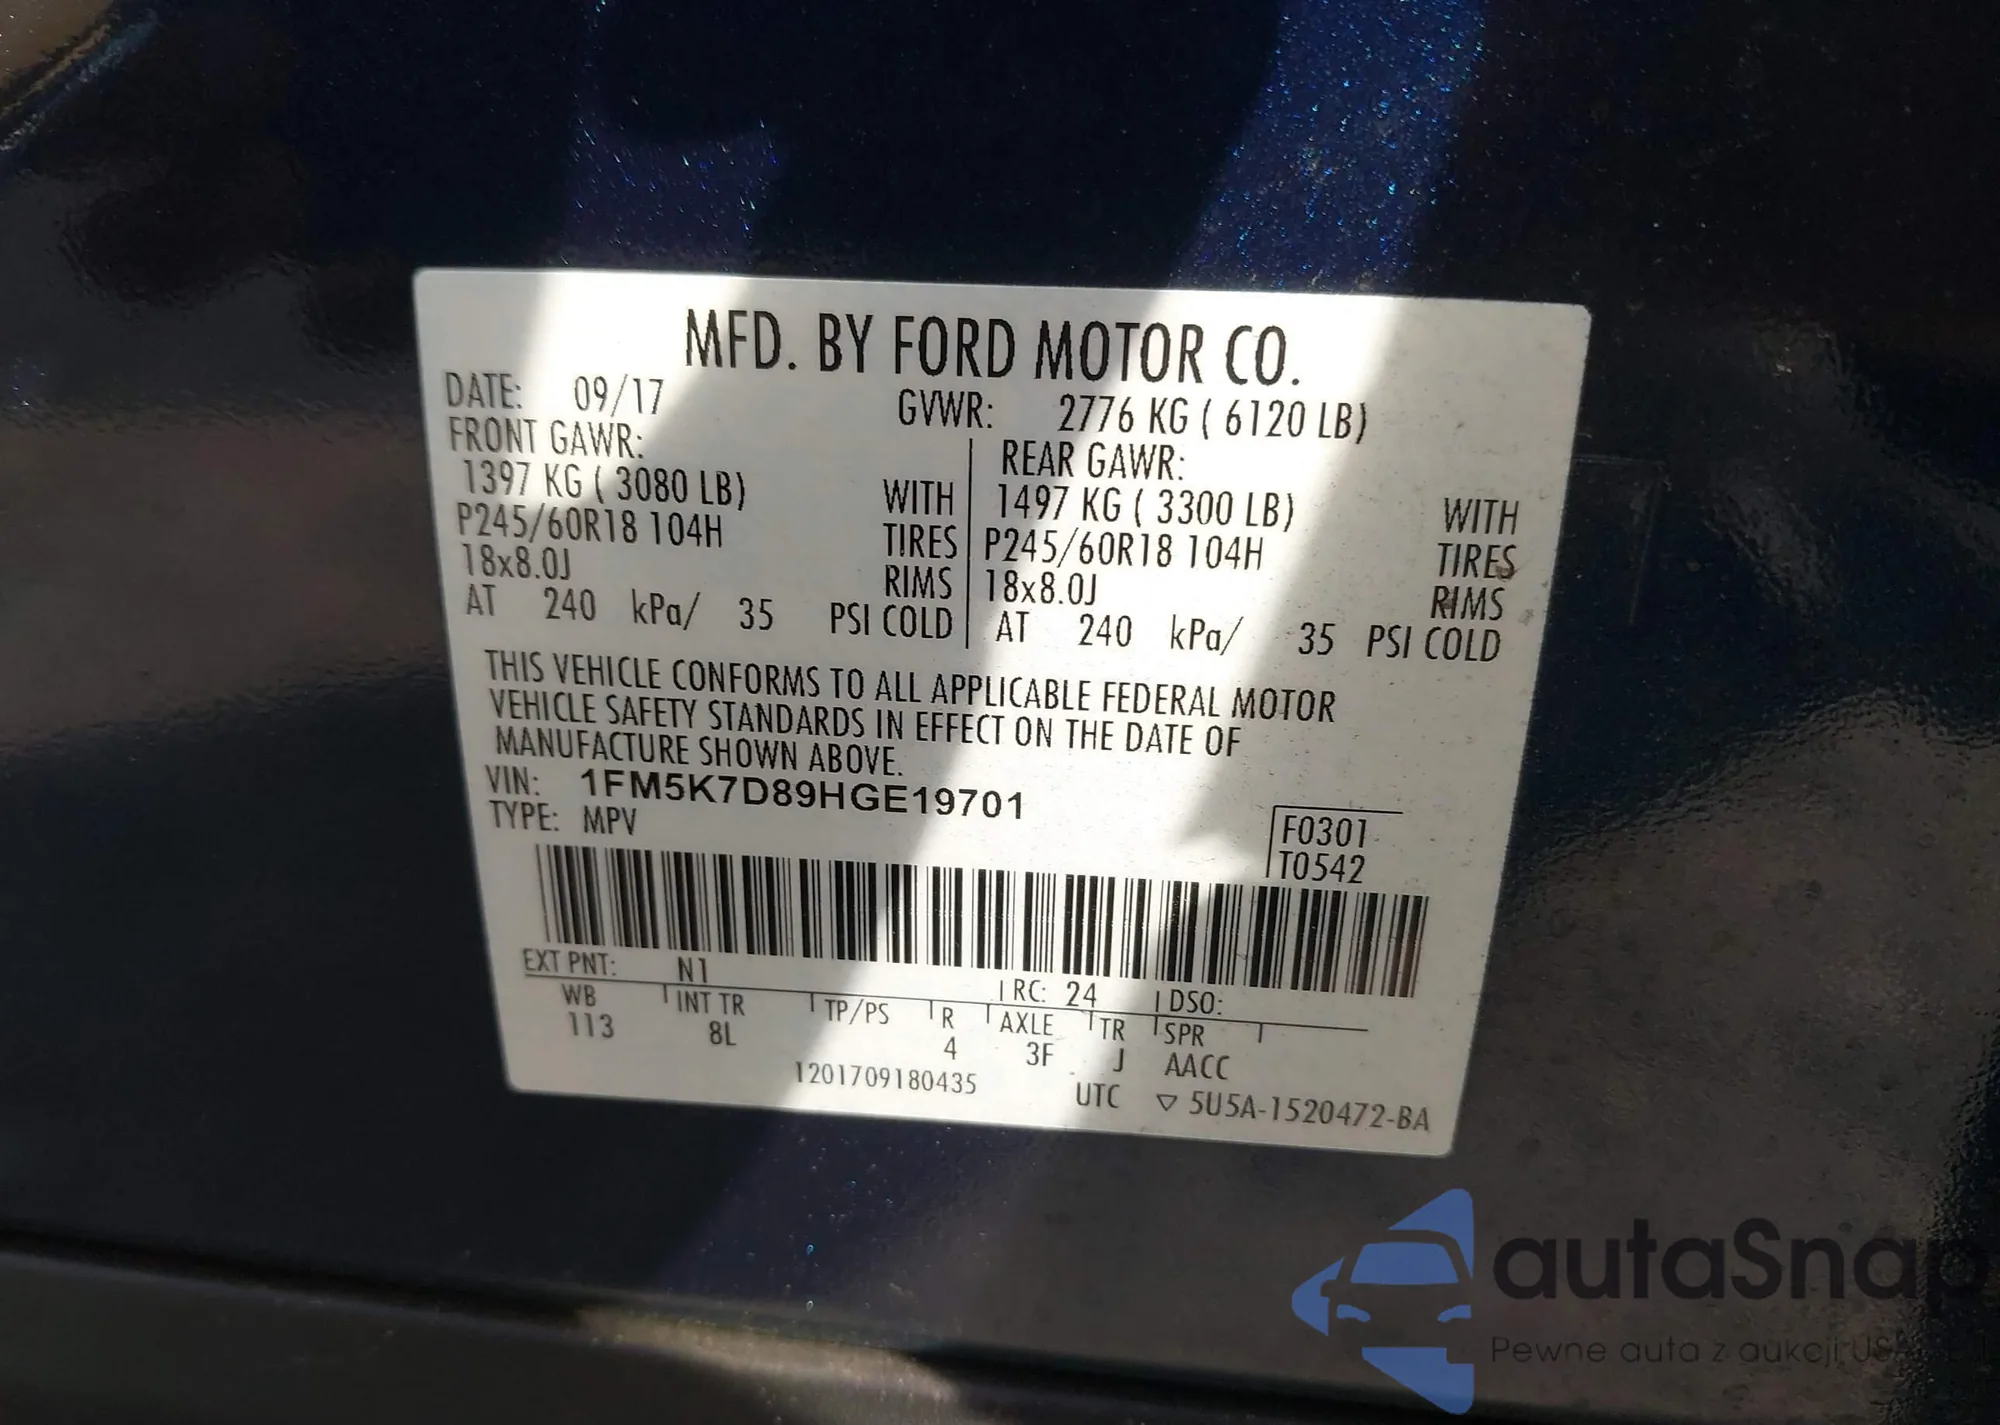 MFD. BY FORD MOTOR CO.
DATE: 09/17 GVWR: 2776 KG ( 6120 LB)
FRONT GAWR: REAR GAWR:
1397 KG ( 3080 LB) WITH 1497 KG ( 3300 LB) WITH
P245/60R18 104H TIRES P245/60R18 104H TIRES
18x8.0J RIMS 18x8.0J RIMS
AT 240 kPa/ 35 PSI COLD AT 240 kPa/ 35 PSI COLD
THIS VEHICLE CONFORMS TO ALL APPLICABLE FEDERAL MOTOR
VEHICLE SAFETY STANDARDS IN EFFECT ON THE DATE OF
MANUFACTURE SHOWN ABOVE.
VIN: 1FM5K7D89HGE19701
TYPE: MPV
F0301
T0542
EXT PNT: N1 RC: 24 DSO:
WB INT TR TP/PS R AXLE TR SPR
113 8L 4 3F J AACC
1201709180435 UTC ▽ 5U5A-1520472-BA
autaSnap
Pewne auta z aukcji